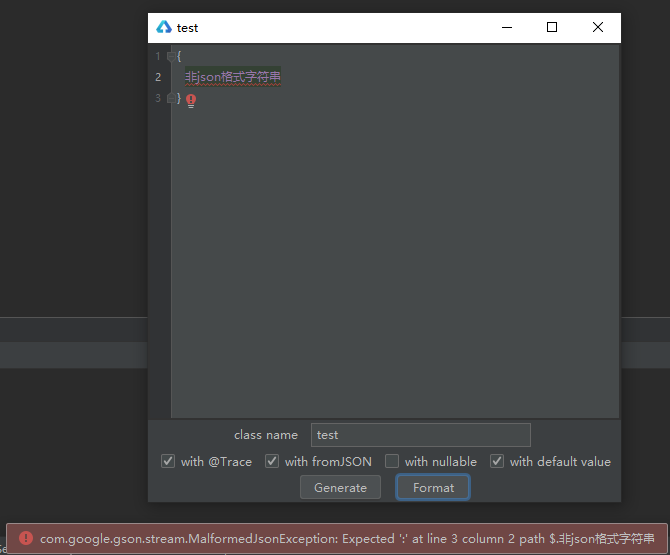 test
1 {
2 非json格式字符串
3 }
class name test
with @Trace with fromJSON with nullable with default value
Generate Format
com.google.gson.stream.MalformedJsonException: Expected ':' at line 3 column 2 path $.非json格式字符串